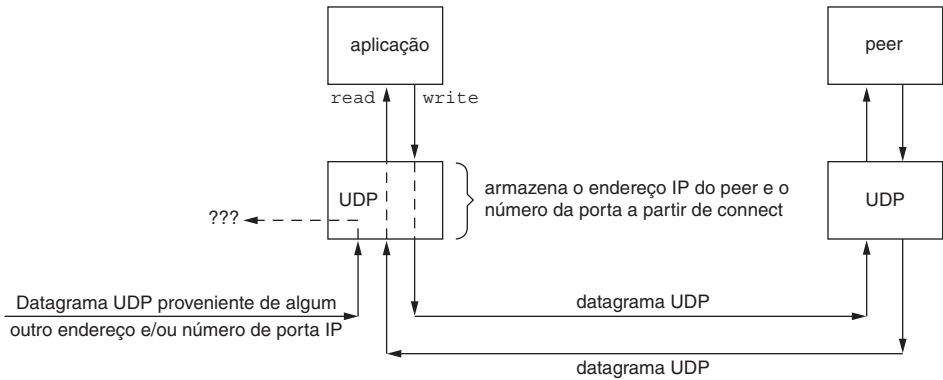 aplicação
peer
read
write
UDP
armazena o endereço IP do peer e o
número da porta a partir de connect
UDP
???
Datagrama UDP proveniente de algum
outro endereço e/ou número de porta IP
datagrama UDP
datagrama UDP